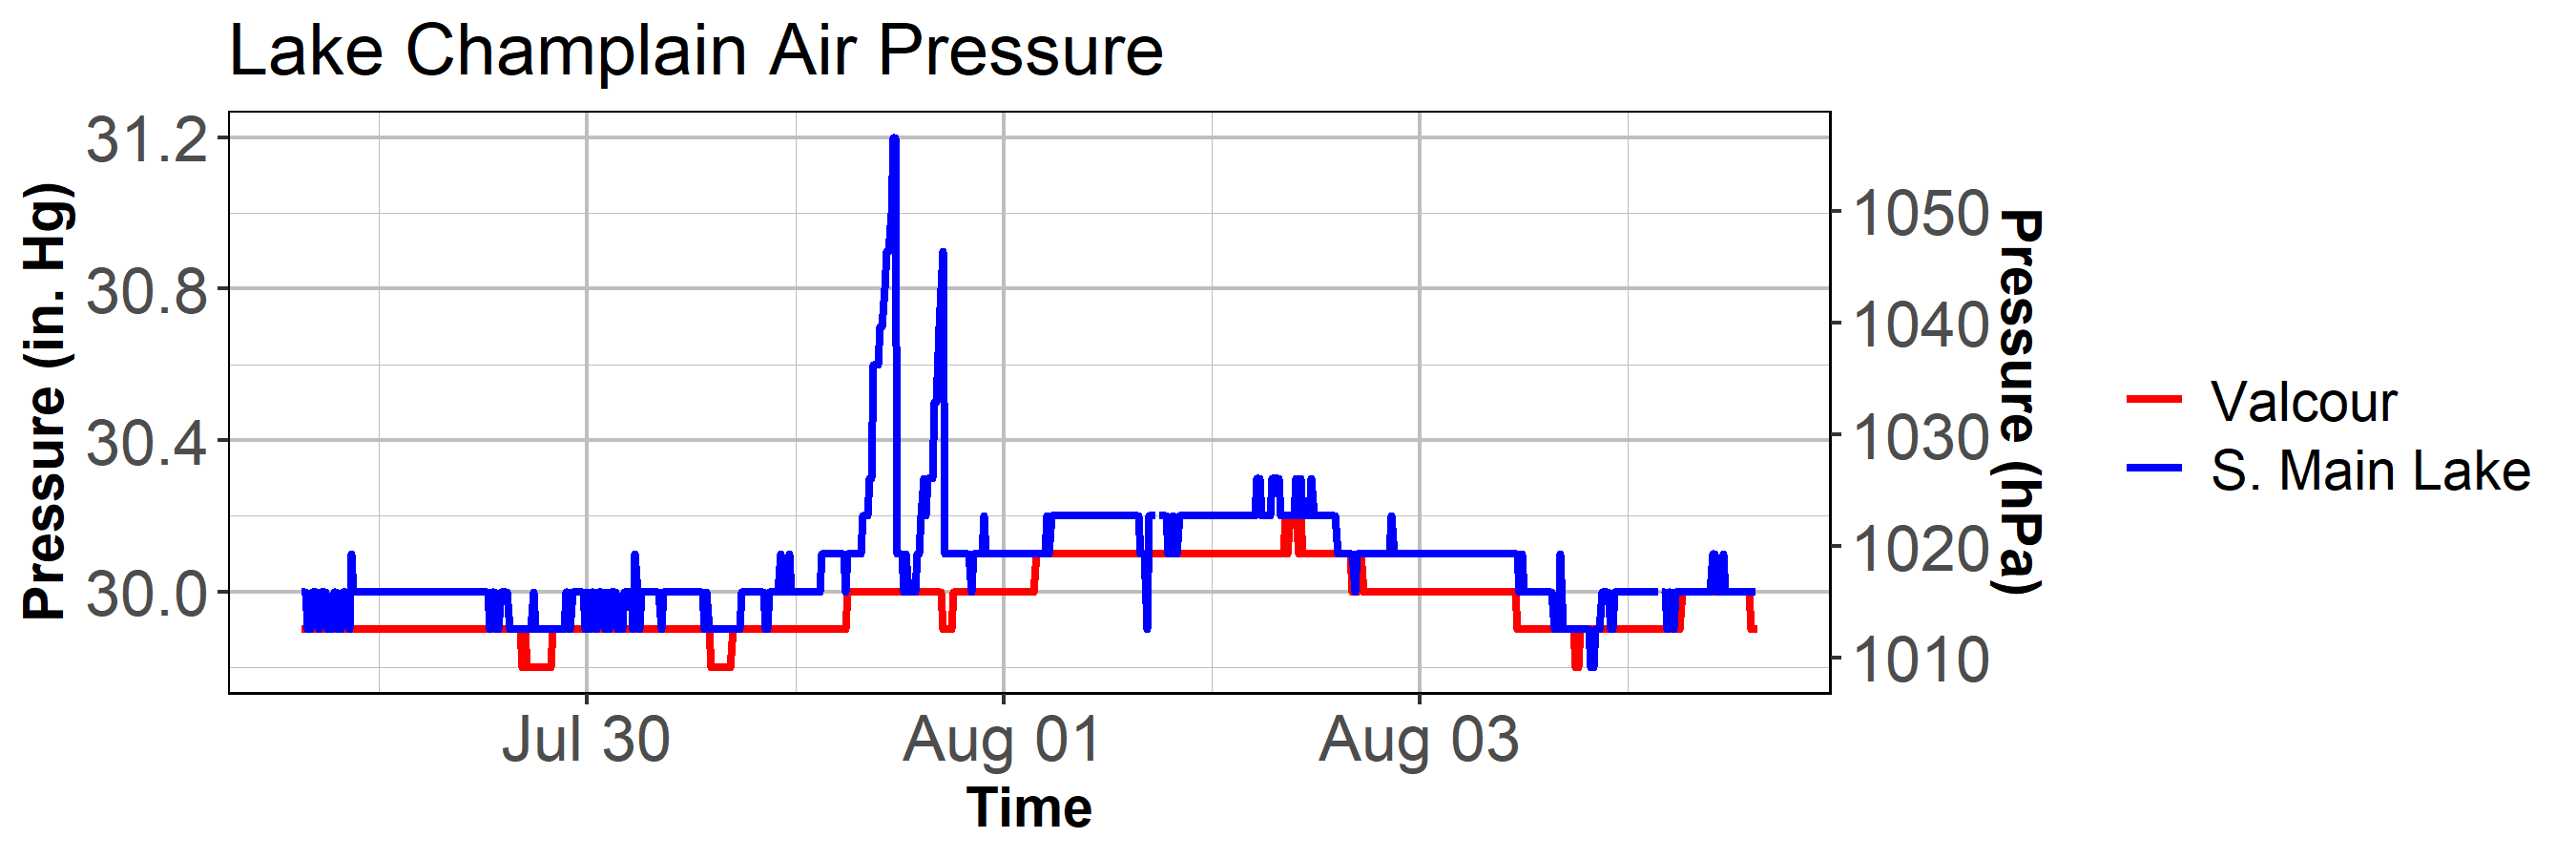 Lake Champlain Air Pressure
Pressure (in. Hg)
31.2
30.8
30.4
30.0
1050
1040
1030
1020
1010
Pressure (hPa)
Jul 30
Aug 01
Aug 03
Time
Valcour
S. Main Lake